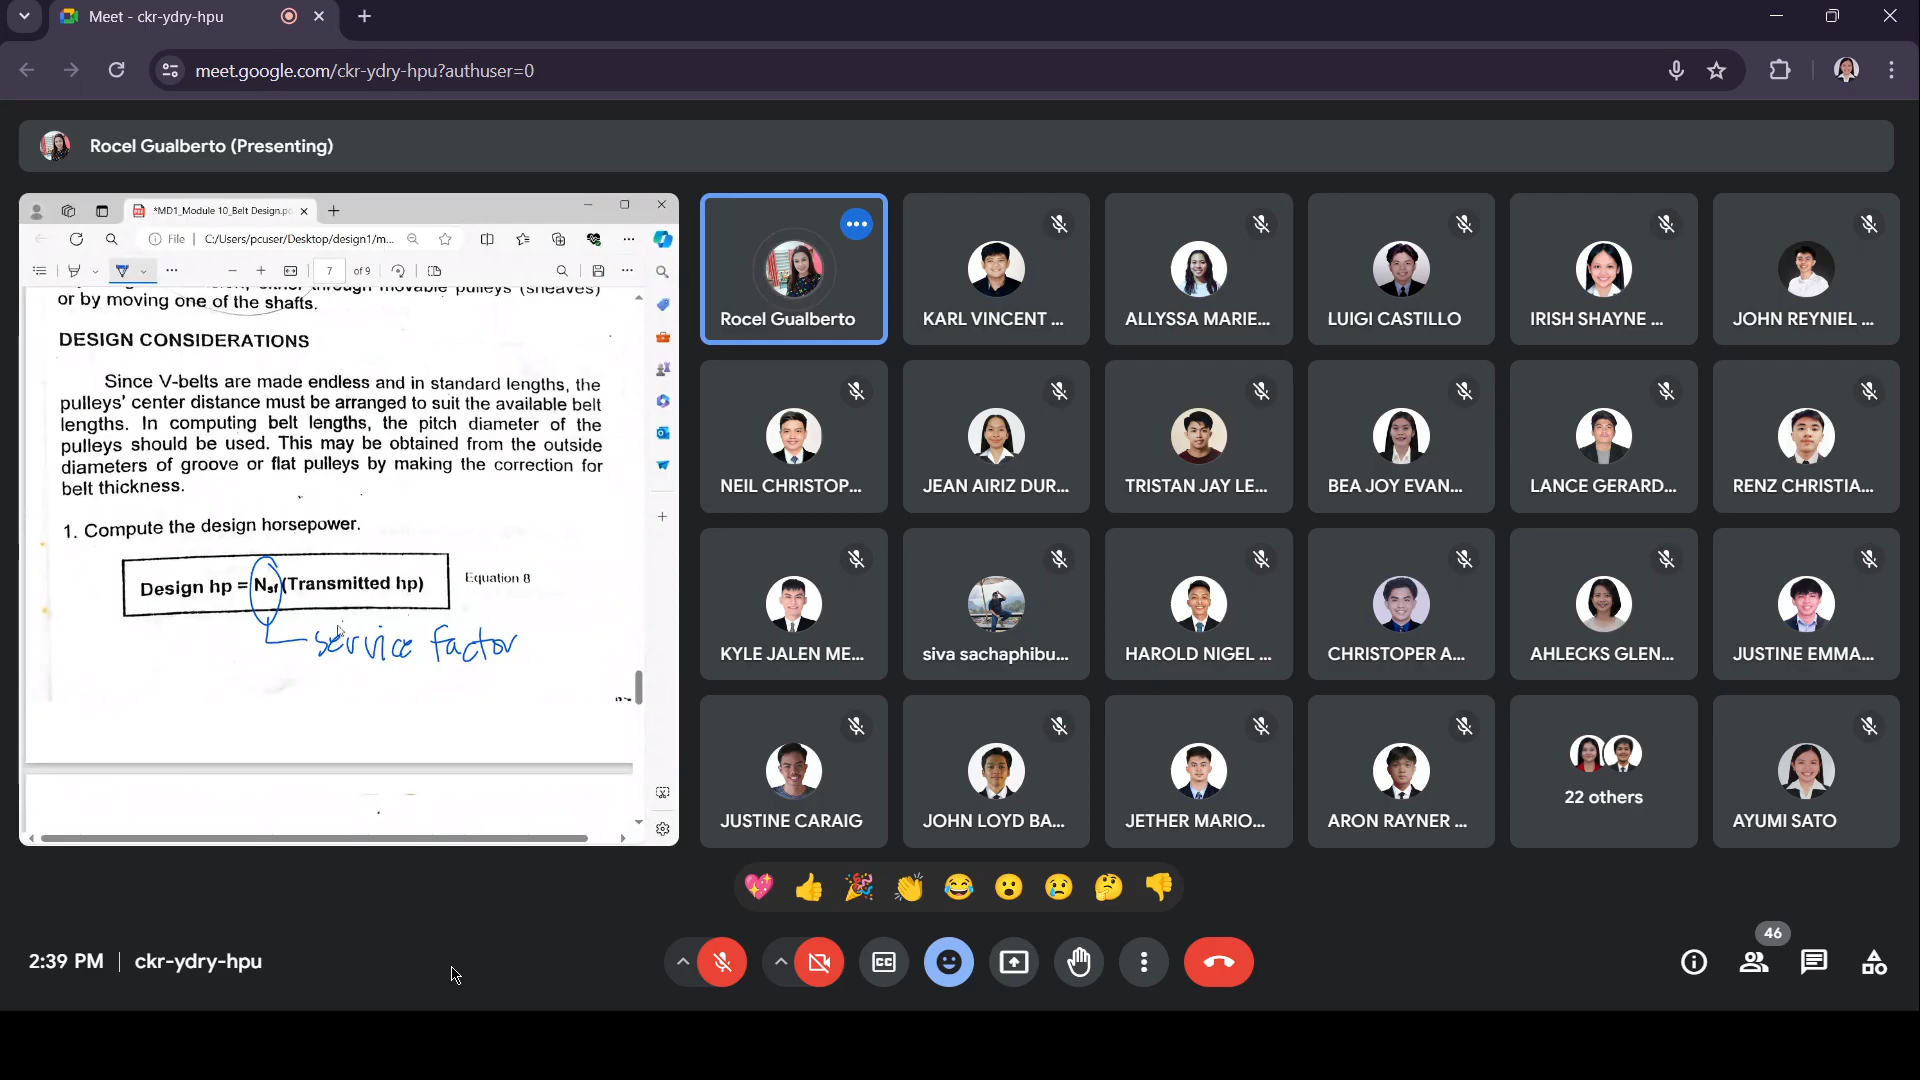 Meet - ckr-ydry-hpu
meet.google.com/ckr-ydry-hpu?authuser=0
Rocel Gualberto (Presenting)
*MD1_Module 10_Belt Design.p
File
C:/Users/pcuser/Desktop/design1/m...
7
of 9
or by moving one of the shafts.
DESIGN CONSIDERATIONS
Since V-belts are made endless and in standard lengths, the
pulleys' center distance must be arranged to suit the available belt
lengths. In computing belt lengths, the pitch diameter of the
pulleys should be used. This may be obtained from the outside
diameters of groove or flat pulleys by making the correction for
belt thickness.
1. Compute the design horsepower.
Design hp = Nsf (Transmitted hp)
Equation 8
service factor
Rocel Gualberto
KARL VINCENT ...
ALLYSSA MARIE...
LUIGI CASTILLO
IRISH SHAYNE ...
JOHN REYNIEL ...
NEIL CHRISTOP...
JEAN AIRIZ DUR...
TRISTAN JAY LE...
BEA JOY EVAN...
LANCE GERARD...
RENZ CHRISTIA...
KYLE JALEN ME...
siva sachaphibu...
HAROLD NIGEL ...
CHRISTOPER A...
AHLECKS GLEN...
JUSTINE EMMA...
JUSTINE CARAIG
JOHN LOYD BA...
JETHER MARIO...
ARON RAYNER ...
22 others
AYUMI SATO
2:39 PM
ckr-ydry-hpu
CC
46